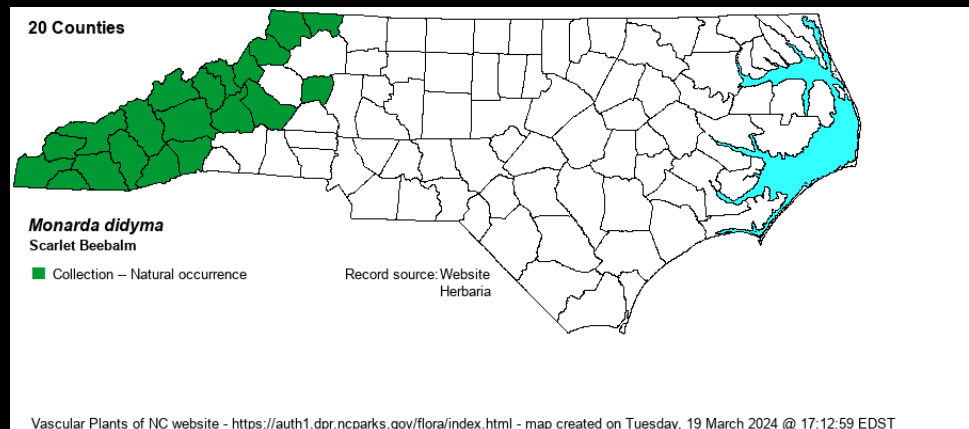 20 Counties
Monarda didyma
Scarlet Beebalm
Collection -- Natural occurrence
Record source: Website
Herbaria
Vascular Plants of NC website - https://auth1.dpr.ncparks.gov/flora/index.html - map created on Tuesday, 19 March 2024 @ 17:12:59 EDST